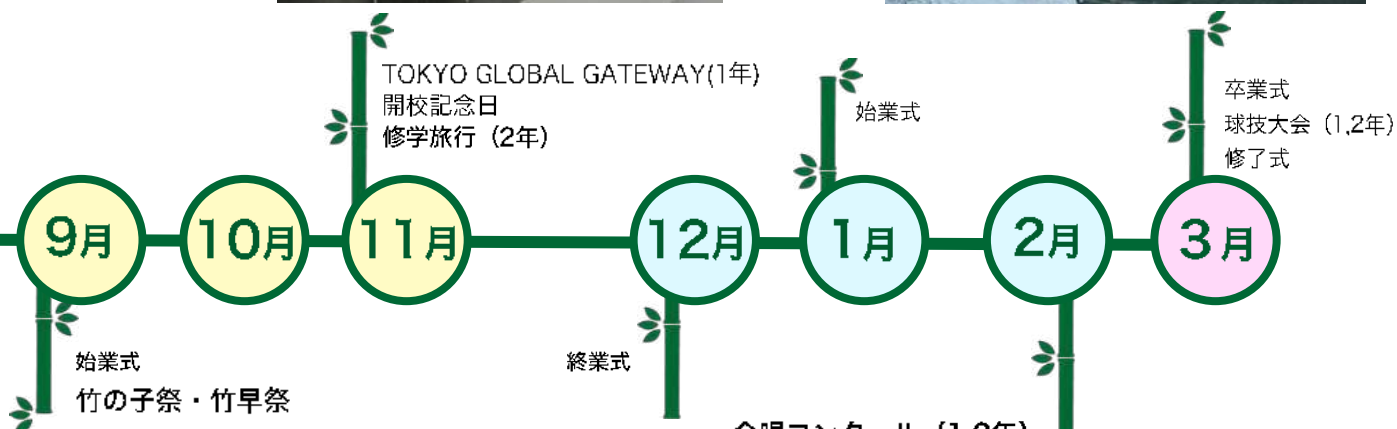 TOKYO GLOBAL GATEWAY(1年)
開校記念日
修学旅行（2年）
始業式
卒業式
球技大会（1,2年）
修了式
9月
10月
11月
12月
1月
2月
3月
始業式
竹の子祭・竹早祭
終業式